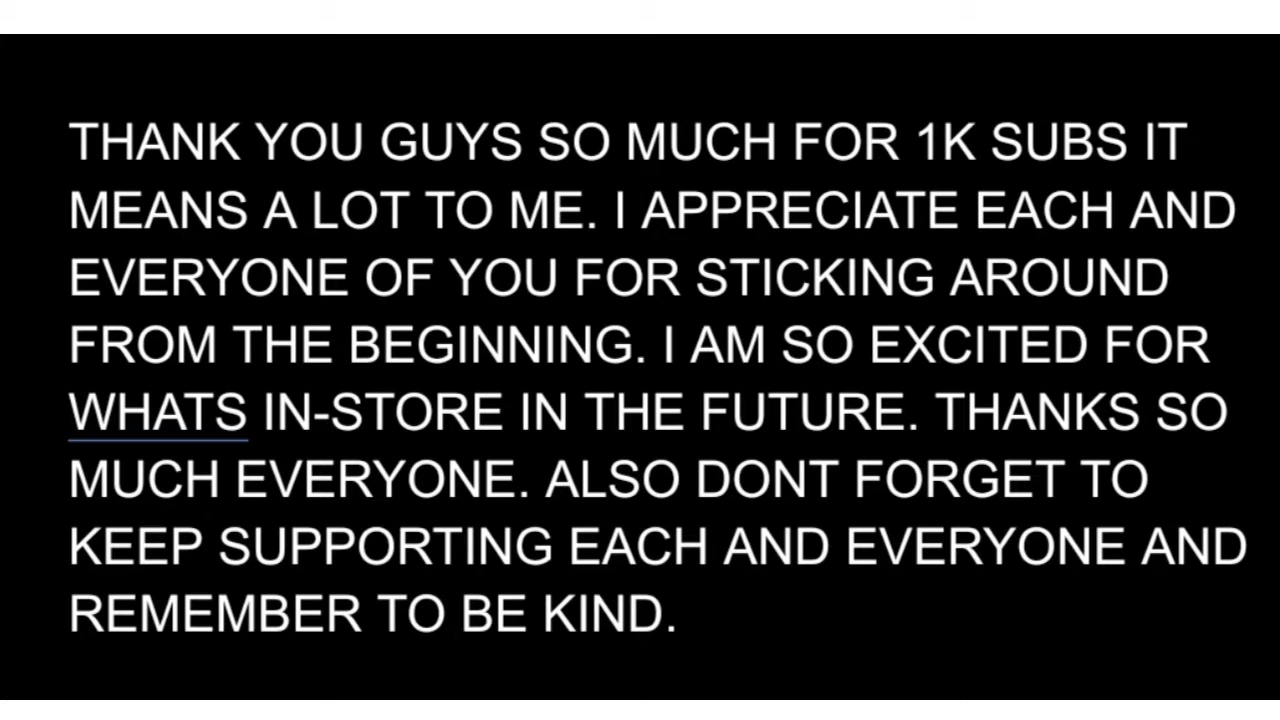 THANK YOU GUYS SO MUCH FOR 1K SUBS IT
MEANS A LOT TO ME. I APPRECIATE EACH AND
EVERYONE OF YOU FOR STICKING AROUND
FROM THE BEGINNING. I AM SO EXCITED FOR
WHATS IN-STORE IN THE FUTURE. THANKS SO
MUCH EVERYONE. ALSO DONT FORGET TO
KEEP SUPPORTING EACH AND EVERYONE AND
REMEMBER TO BE KIND.